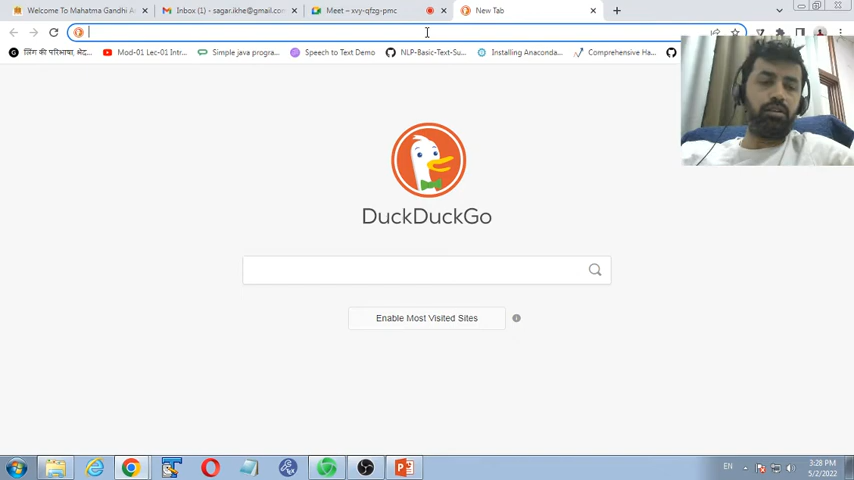 Welcome To Mahatma Gandhi A
Inbox (1) - sagar.ikhe@gmail.com
Meet – xvy-qfzg-pmc
New Tab
लिंग की परिभाषा, भेद...
Mod-01 Lec-01 Intr...
Simple java progra...
Speech to Text Demo
NLP-Basic-Text-Su...
Installing Anaconda...
Comprehensive Ha...
DuckDuckGo
Enable Most Visited Sites
EN
3:28 PM
5/2/2022